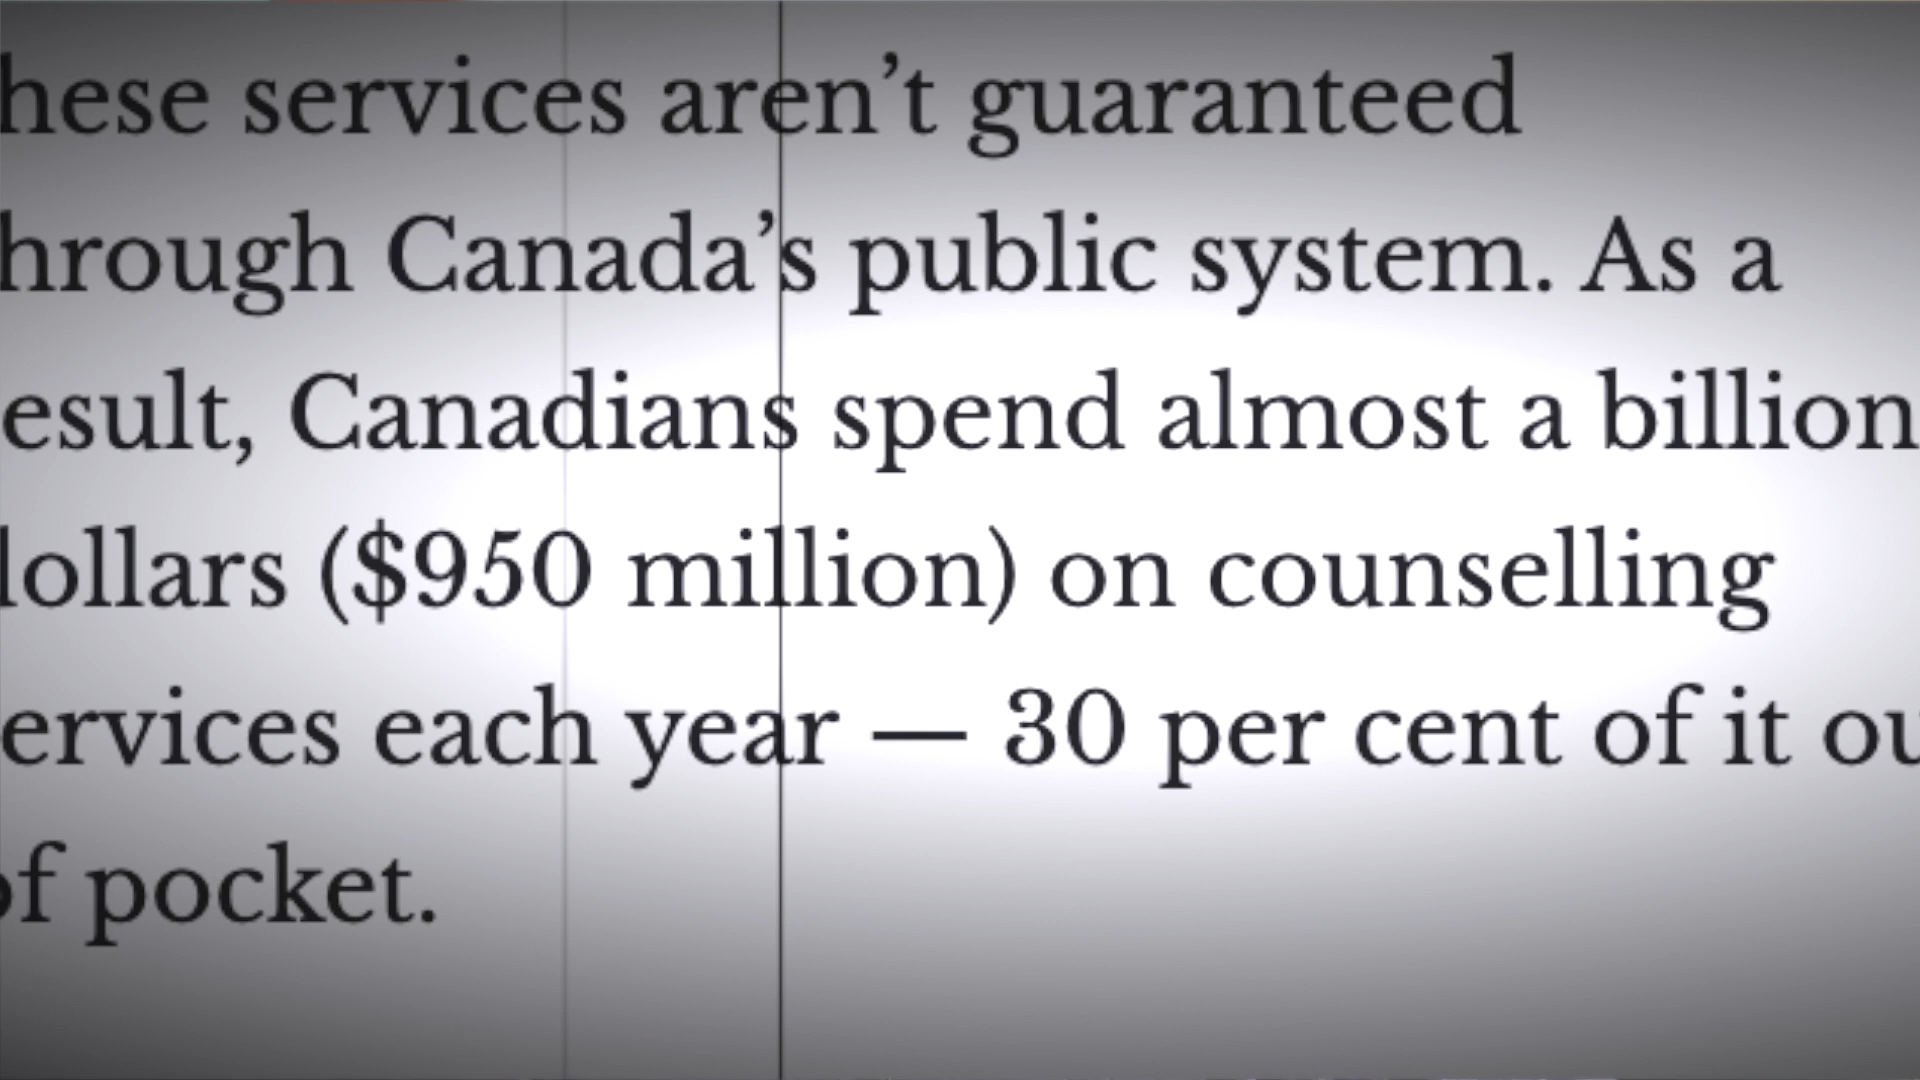 hese services aren’t guaranteed
hrough Canada’s public system. As a
esult, Canadians spend almost a billion
dollars ($950 million) on counselling
ervices each year — 30 per cent of it ou
of pocket.